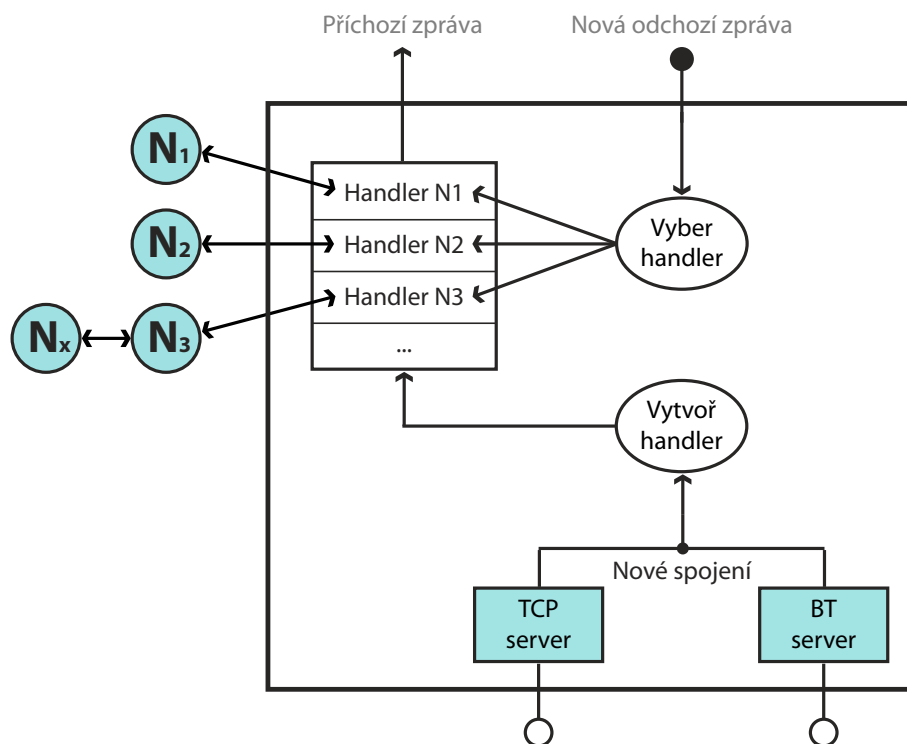 Příchozí zpráva
Nová odchozí zpráva
N1
Handler N1
N2
Handler N2
Vyber
handler
Handler N3
Nx
N3
...
Vytvoř
handler
Nové spojení
TCP
server
BT
server